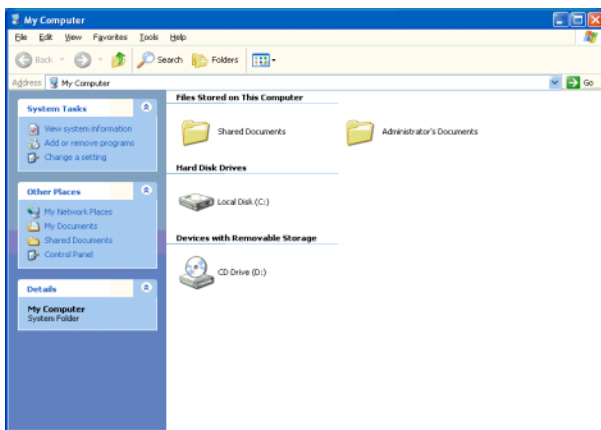 My Computer
File Edit View Favorites Tools Help
Back Search Folders
Address My Computer Go
System Tasks
View system information
Add or remove programs
Change a setting
Other Places
My Network Places
My Documents
Shared Documents
Control Panel
Details
My Computer
System Folder
Files Stored on This Computer
Shared Documents Administrator's Documents
Hard Disk Drives
Local Disk (C:)
Devices with Removable Storage
CD Drive (D:)